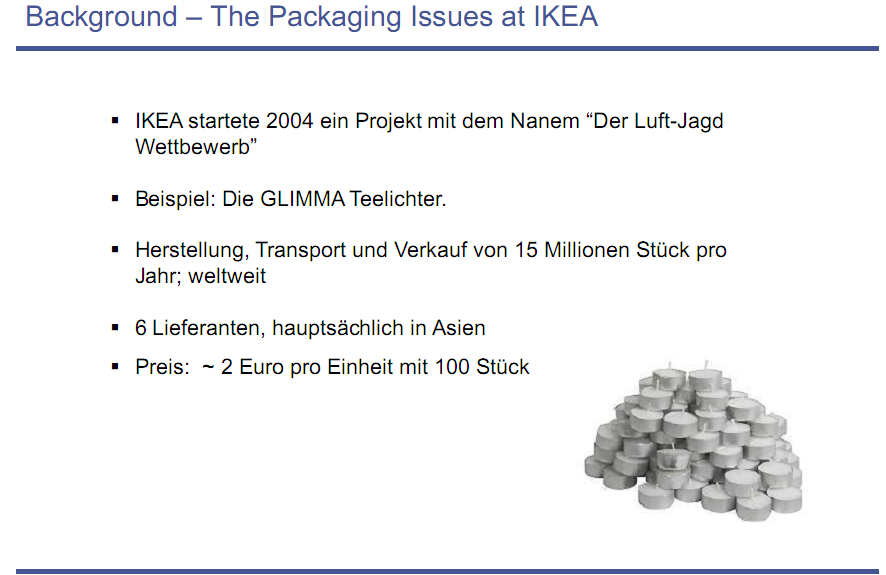 Background – The Packaging Issues at IKEA
▪ IKEA startete 2004 ein Projekt mit dem Nanem “Der Luft-Jagd
Wettbewerb”
▪ Beispiel: Die GLIMMA Teelichter.
▪ Herstellung, Transport und Verkauf von 15 Millionen Stück pro
Jahr; weltweit
▪ 6 Lieferanten, hauptsächlich in Asien
▪ Preis:  ~ 2 Euro pro Einheit mit 100 Stück